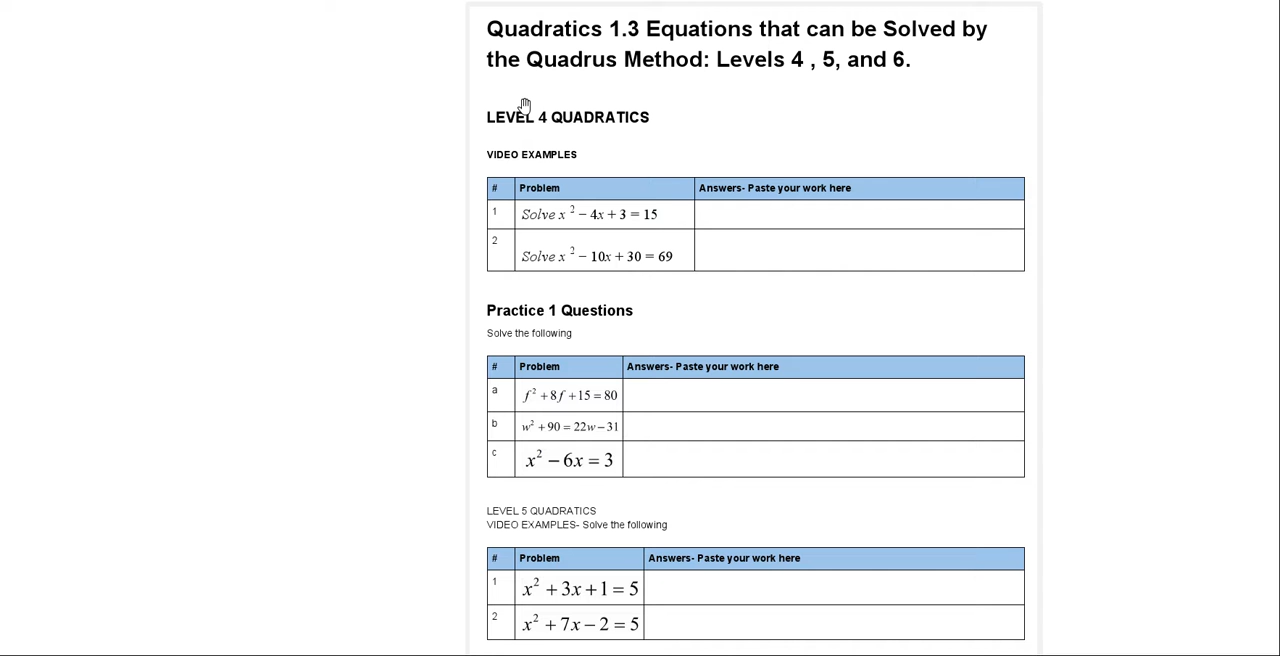 Quadratics 1.3 Equations that can be Solved by
the Quadrus Method: Levels 4 , 5, and 6.
LEVEL 4 QUADRATICS
VIDEO EXAMPLES
# Problem Answers- Paste your work here
1 Solve x² − 4x + 3 = 15
2 Solve x² − 10x + 30 = 69
Practice 1 Questions
Solve the following
# Problem Answers- Paste your work here
a f² + 8f + 15 = 80
b w² + 90 = 22w − 31
c x² − 6x = 3
LEVEL 5 QUADRATICS
VIDEO EXAMPLES- Solve the following
# Problem Answers- Paste your work here
1 x² + 3x + 1 = 5
2 x² + 7x − 2 = 5